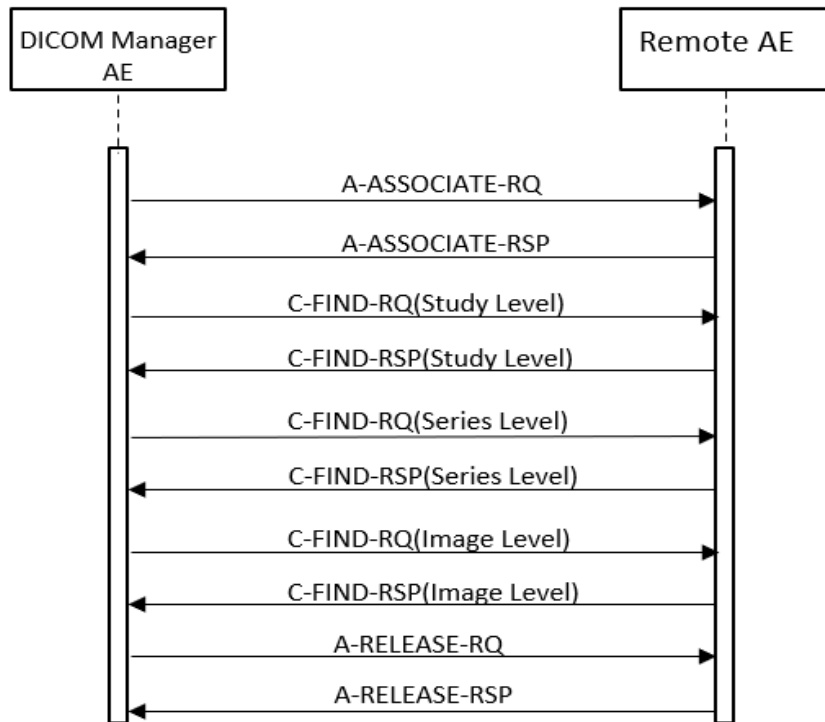 DICOM Manager
AE
Remote AE
A-ASSOCIATE-RQ
A-ASSOCIATE-RSP
C-FIND-RQ(Study Level)
C-FIND-RSP(Study Level)
C-FIND-RQ(Series Level)
C-FIND-RSP(Series Level)
C-FIND-RQ(Image Level)
C-FIND-RSP(Image Level)
A-RELEASE-RQ
A-RELEASE-RSP